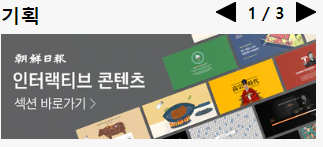 기획
1 / 3
朝鮮日報
인터랙티브 콘텐츠
섹션 바로가기 >